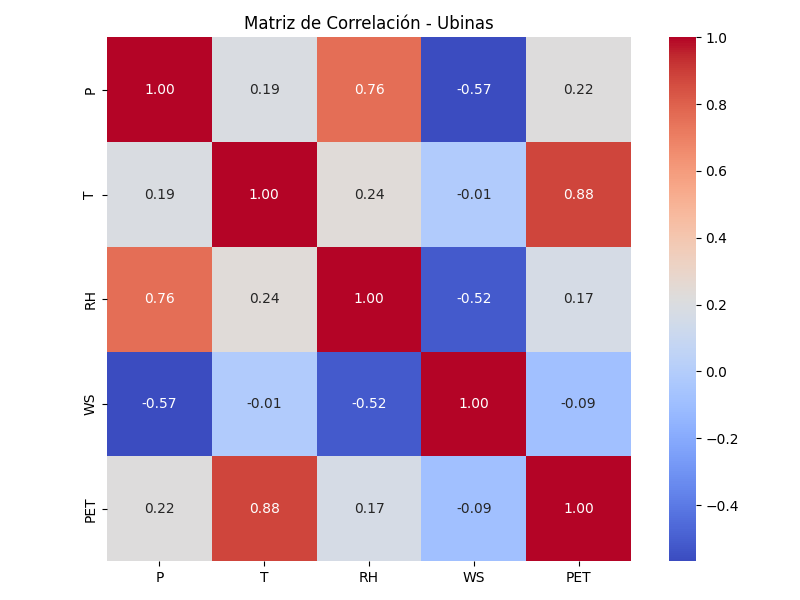 Matriz de Correlación - Ubinas
P 1.00 0.19 0.76 -0.57 0.22
T 0.19 1.00 0.24 -0.01 0.88
RH 0.76 0.24 1.00 -0.52 0.17
WS -0.57 -0.01 -0.52 1.00 -0.09
PET 0.22 0.88 0.17 -0.09 1.00
P T RH WS PET
1.0
0.8
0.6
0.4
0.2
0.0
−0.2
−0.4